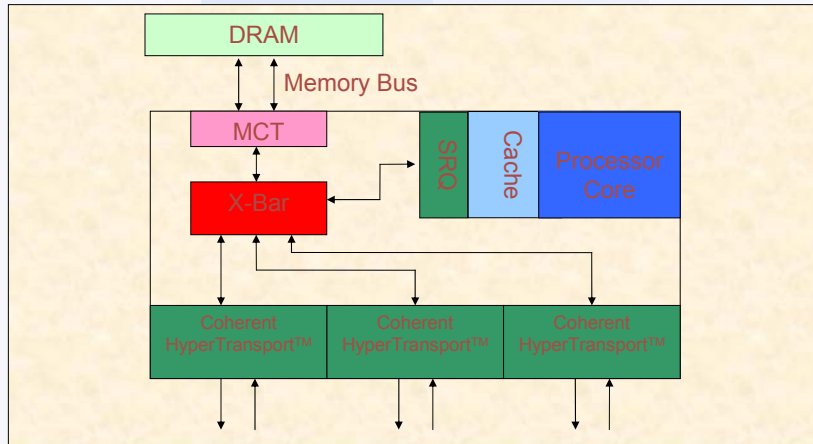 DRAM
Memory Bus
MCT
SRQ
Cache
Processor
Core
X-Bar
Coherent
HyperTransport™
Coherent
HyperTransport™
Coherent
HyperTransport™